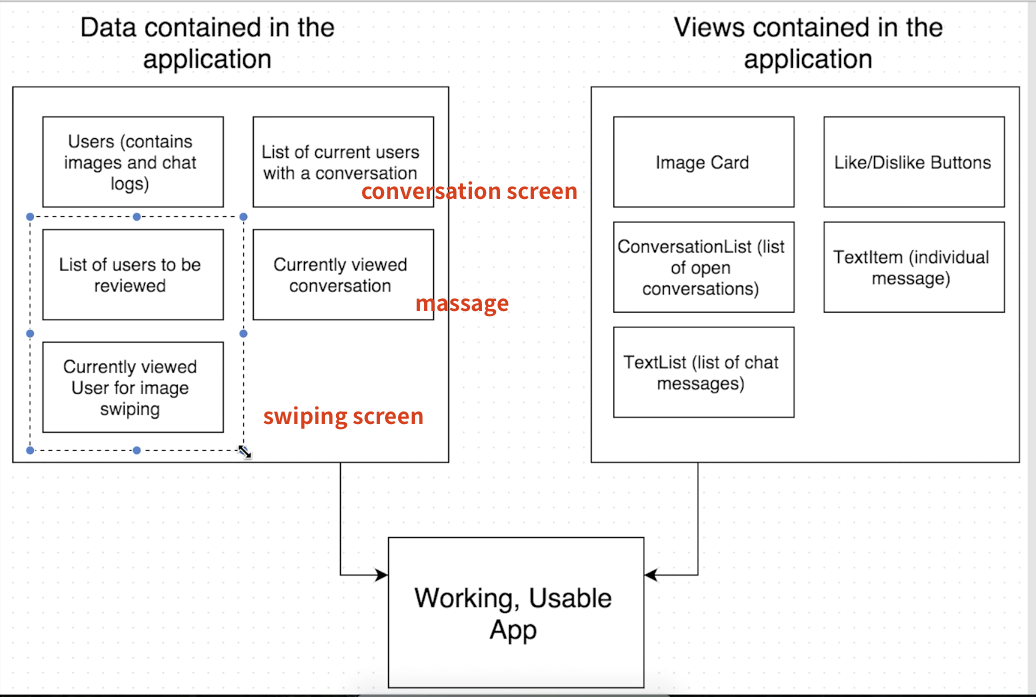 Data contained in the
application
Users (contains
images and chat
logs)
List of current users
with a conversation
conversation screen
List of users to be
reviewed
Currently viewed
conversation
massage
Currently viewed
User for image
swiping
swiping screen
Views contained in the
application
Image Card
Like/Dislike Buttons
ConversationList (list
of open
conversations)
TextItem (individual
message)
TextList (list of chat
messages)
Working, Usable
App